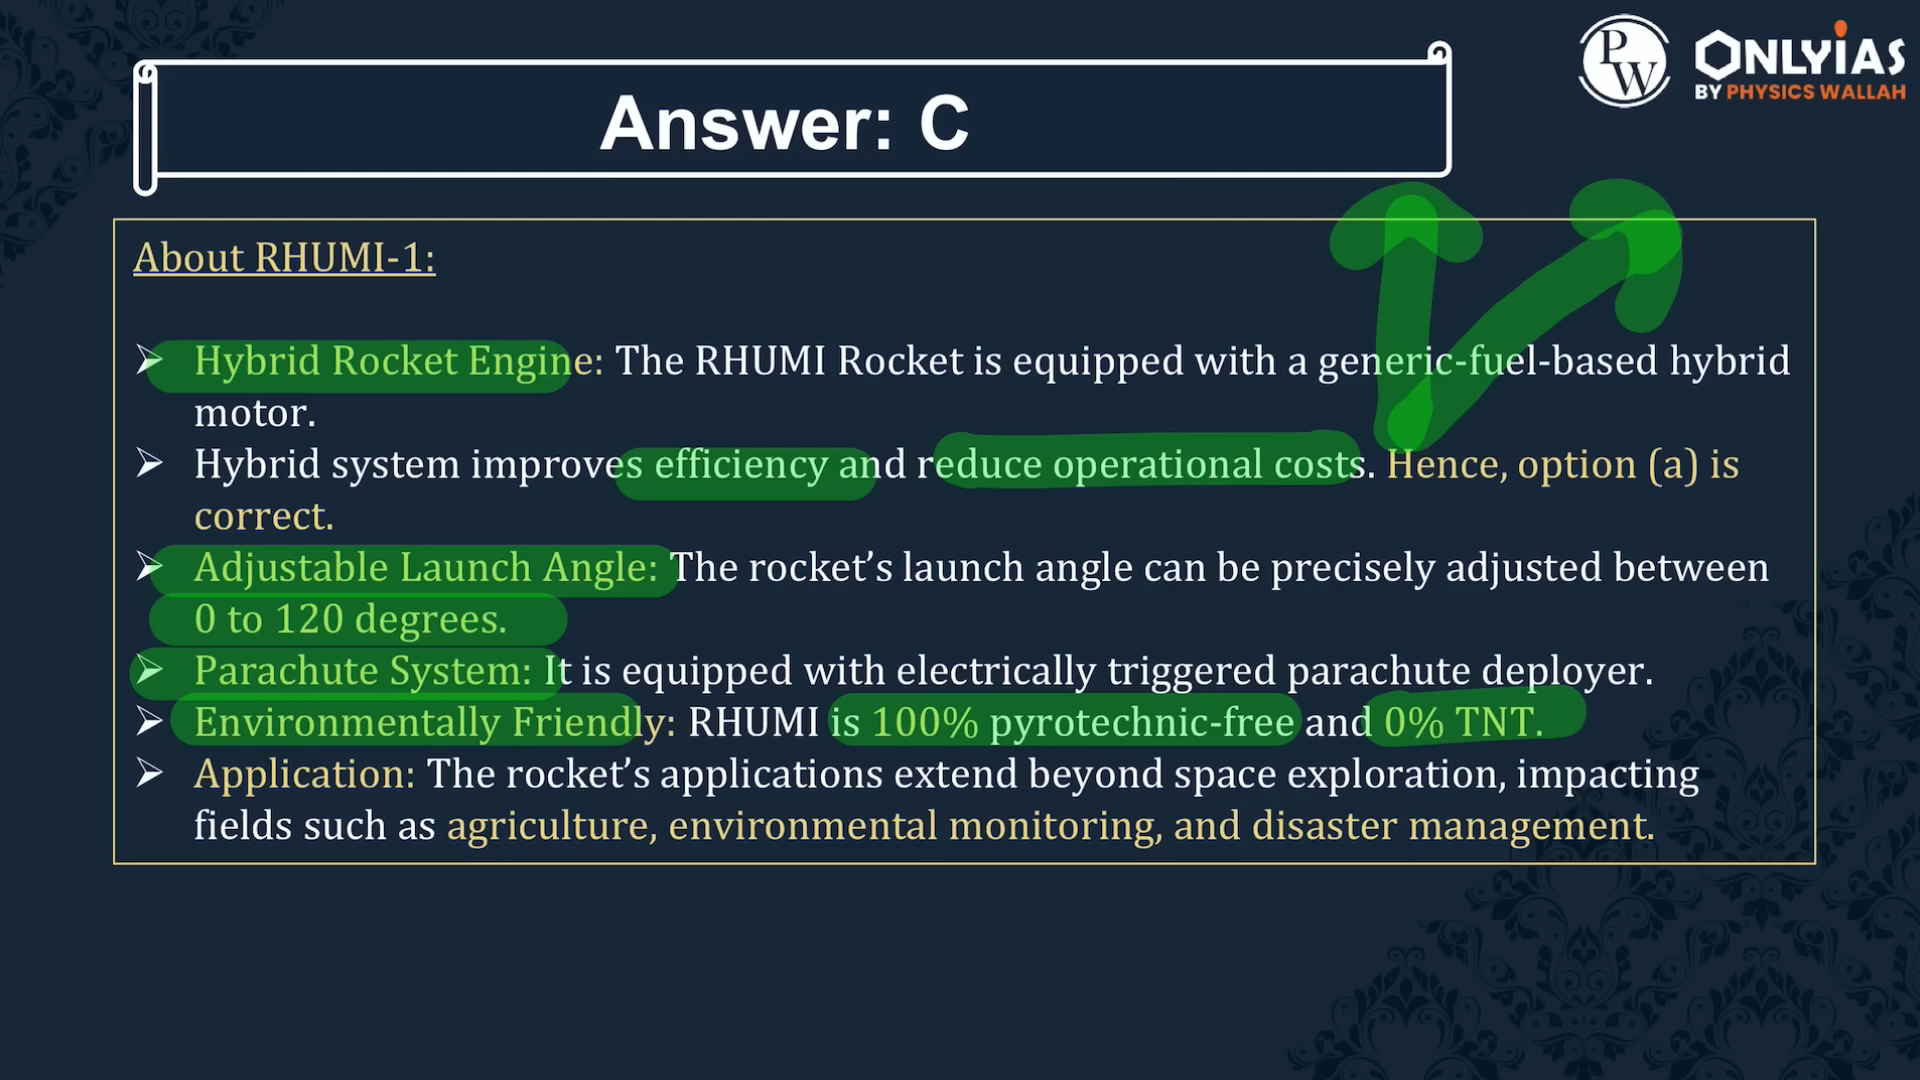 PW
ONLYIAS
BY PHYSICS WALLAH
Answer: C
About RHUMI-1:
➢ Hybrid Rocket Engine: The RHUMI Rocket is equipped with a generic-fuel-based hybrid
motor.
➢ Hybrid system improves efficiency and reduce operational costs. Hence, option (a) is
correct.
➢ Adjustable Launch Angle: The rocket’s launch angle can be precisely adjusted between
0 to 120 degrees.
➢ Parachute System: It is equipped with electrically triggered parachute deployer.
➢ Environmentally Friendly: RHUMI is 100% pyrotechnic-free and 0% TNT.
➢ Application: The rocket’s applications extend beyond space exploration, impacting
fields such as agriculture, environmental monitoring, and disaster management.